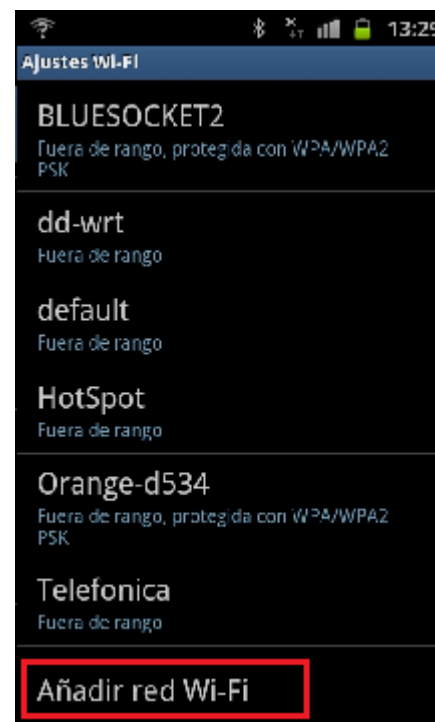 13:29
Ajustes Wi-Fi
BLUESOCKET2
Fuera de rango, protegida con WPA/WPA2
PSK
dd-wrt
Fuera de rango
default
Fuera de rango
HotSpot
Fuera de rango
Orange-d534
Fuera de rango, protegida con WPA/WPA2
PSK
Telefonica
Fuera de rango
Añadir red Wi-Fi